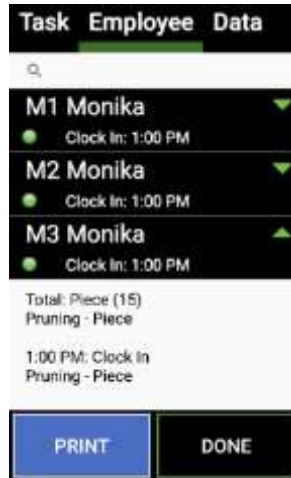 Task Employee Data
M1 Monika
Clock In: 1:00 PM
M2 Monika
Clock In: 1:00 PM
M3 Monika
Clock In: 1:00 PM
Total: Piece (15)
Pruning - Piece
1:00 PM: Clock In
Pruning - Piece
PRINT DONE